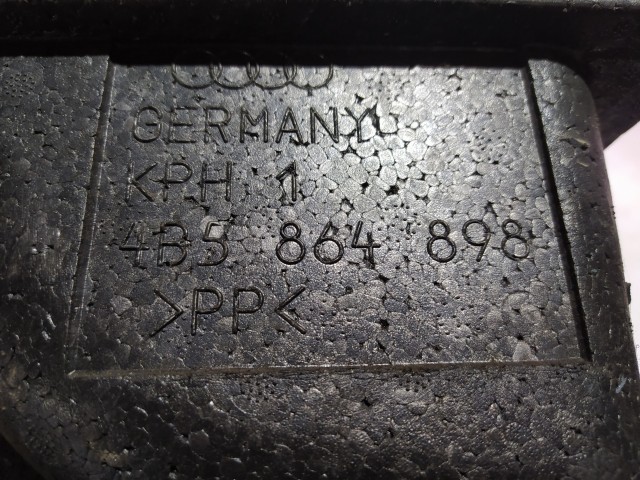 GERMANY
KPH 1
4B5 864 898
>PP<